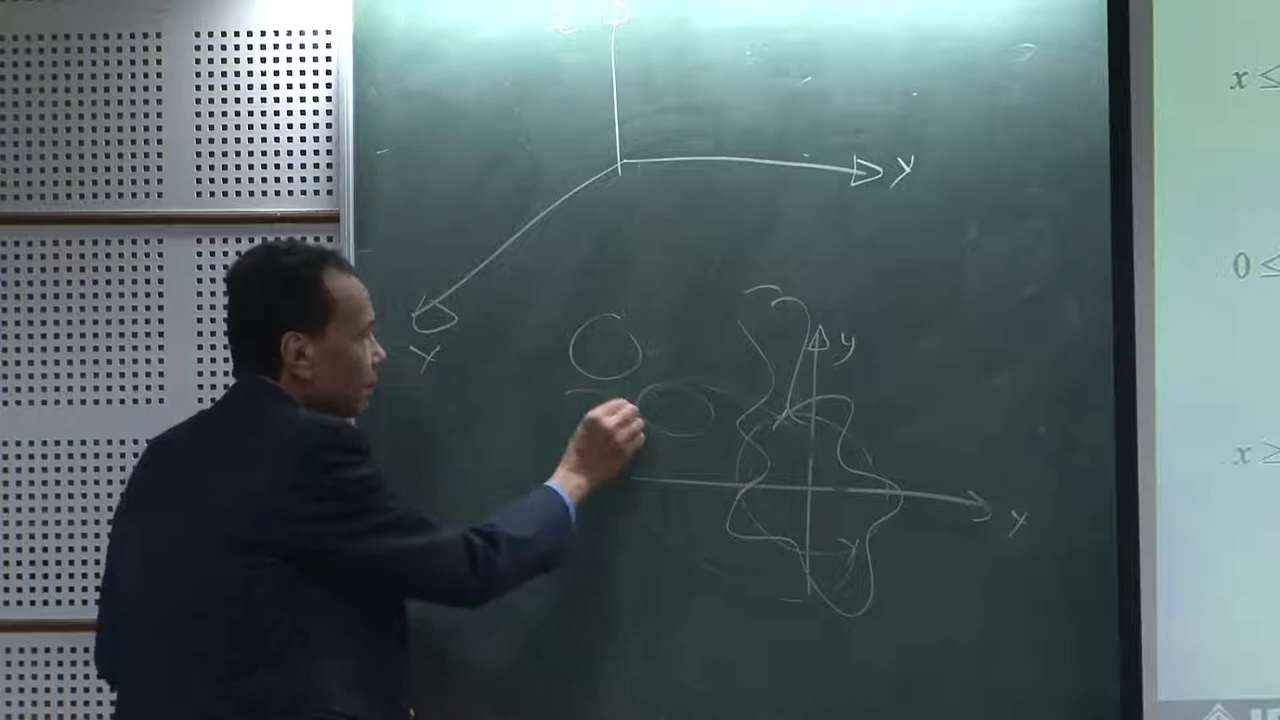 z
y
x
y
x
x ≤
0 ≤
x ≥